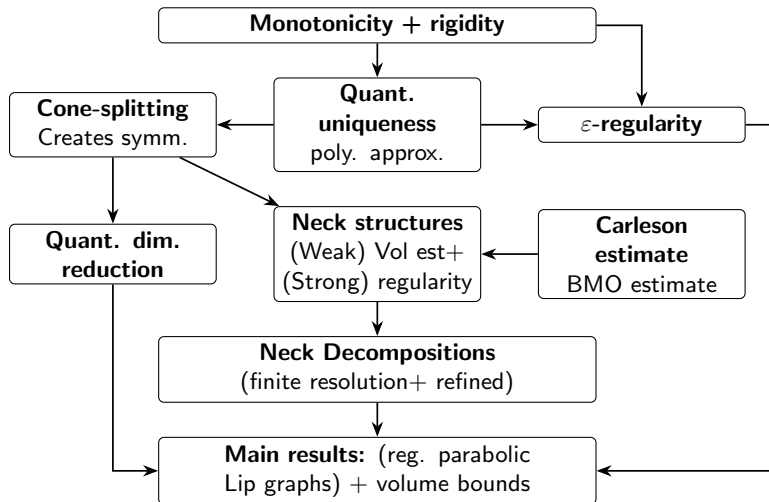 Monotonicity + rigidity
Cone-splitting
Creates symm.
Quant.
uniqueness
poly. approx.
ε-regularity
Quant. dim.
reduction
Neck structures
(Weak) Vol est+
(Strong) regularity
Carleson
estimate
BMO estimate
Neck Decompositions
(finite resolution+ refined)
Main results: (reg. parabolic
Lip graphs) + volume bounds